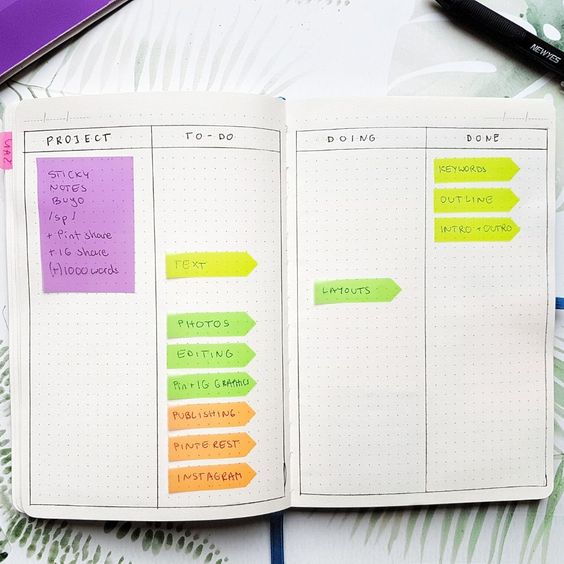 NEWYES
PROJECT
TO-DO
DOING
DONE
STICKY
NOTES
BUJO
/sp/
+ Pint share
+ IG share
(+)1000 words
TEXT
PHOTOS
EDITING
Pin + IG GRAPHICS
PUBLISHING
PINTEREST
INSTAGRAM
LAYOUTS
KEYWORDS
OUTLINE
INTRO + OUTRO